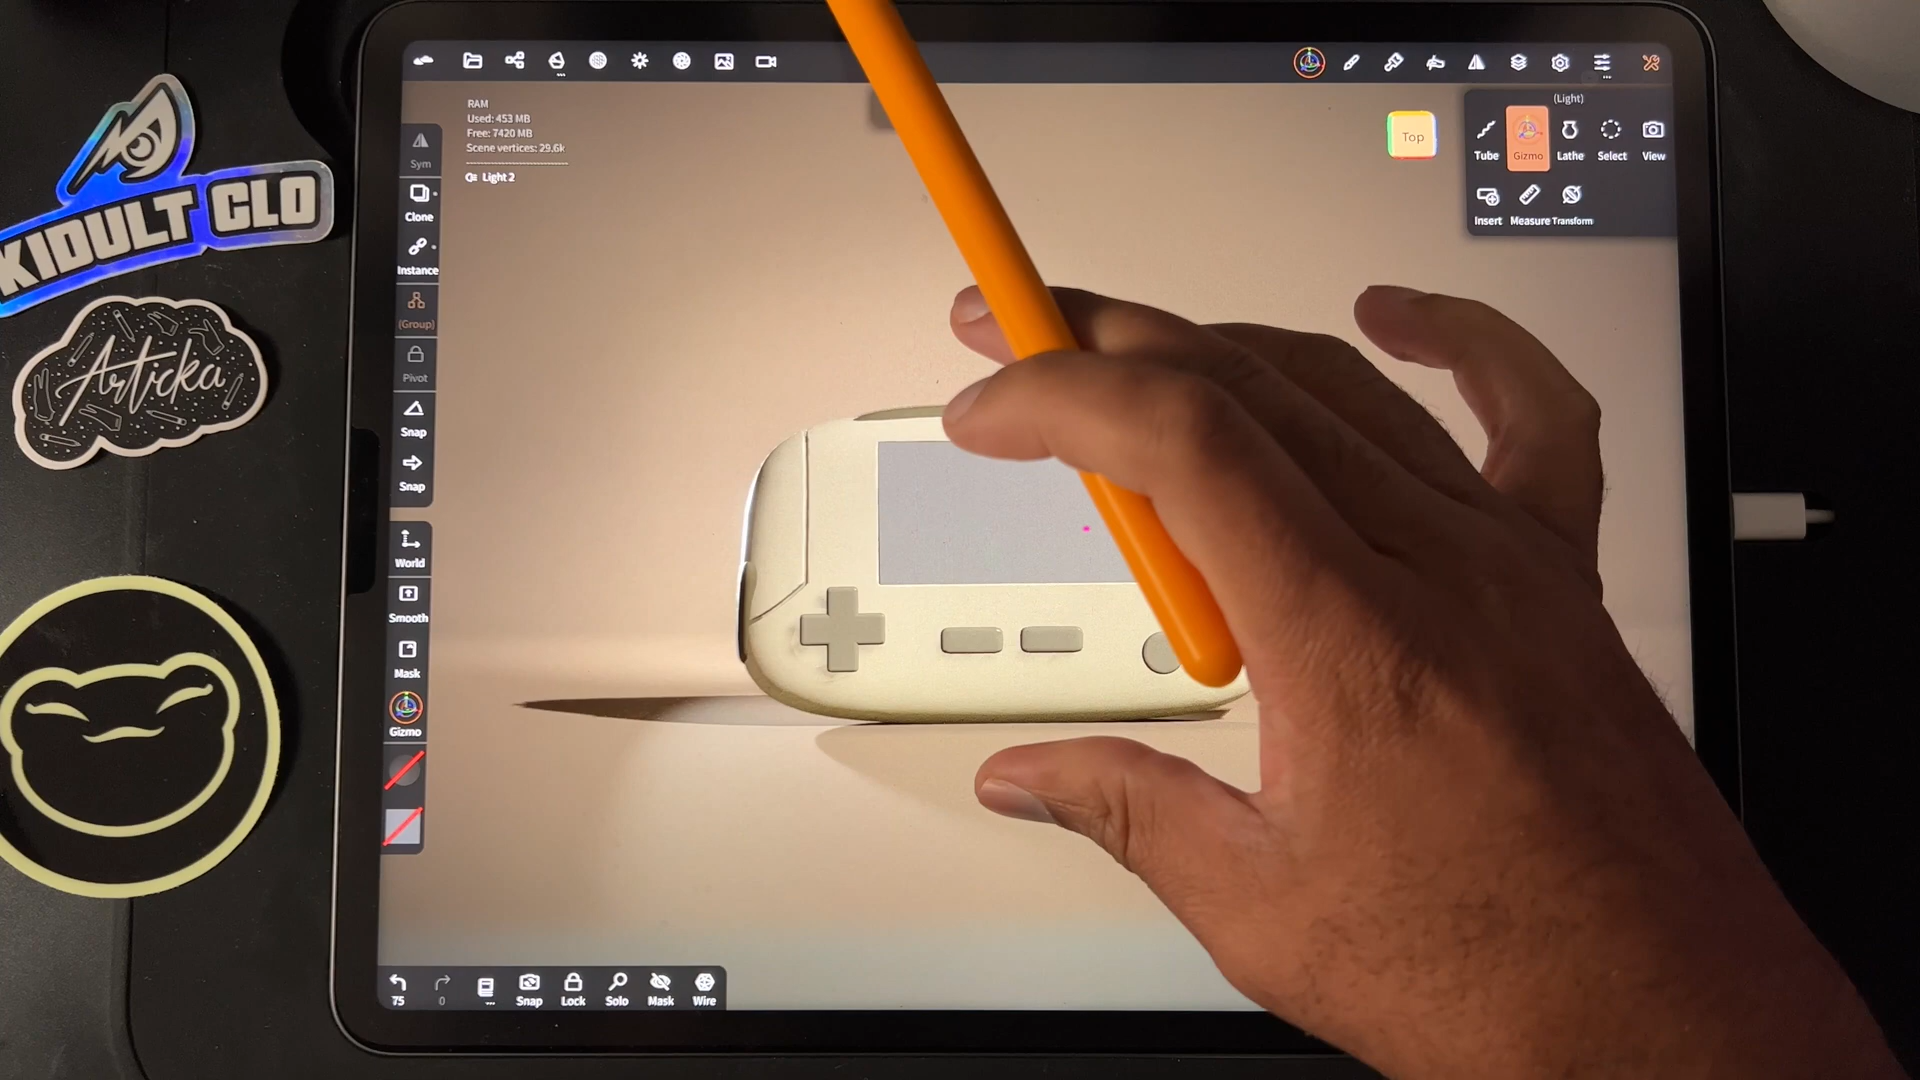 RAM
Used: 453 MB
Free: 7420 MB
Scene vertices: 29.6k
Light 2
Sym
Clone
Instance
(Group)
Pivot
Snap
Snap
World
Smooth
Mask
Gizmo
Top
(Light)
Tube Gizmo Lathe Select View
Insert Measure Transform
75 0 Snap Lock Solo Mask Wire
KIDULT CLO
Articka